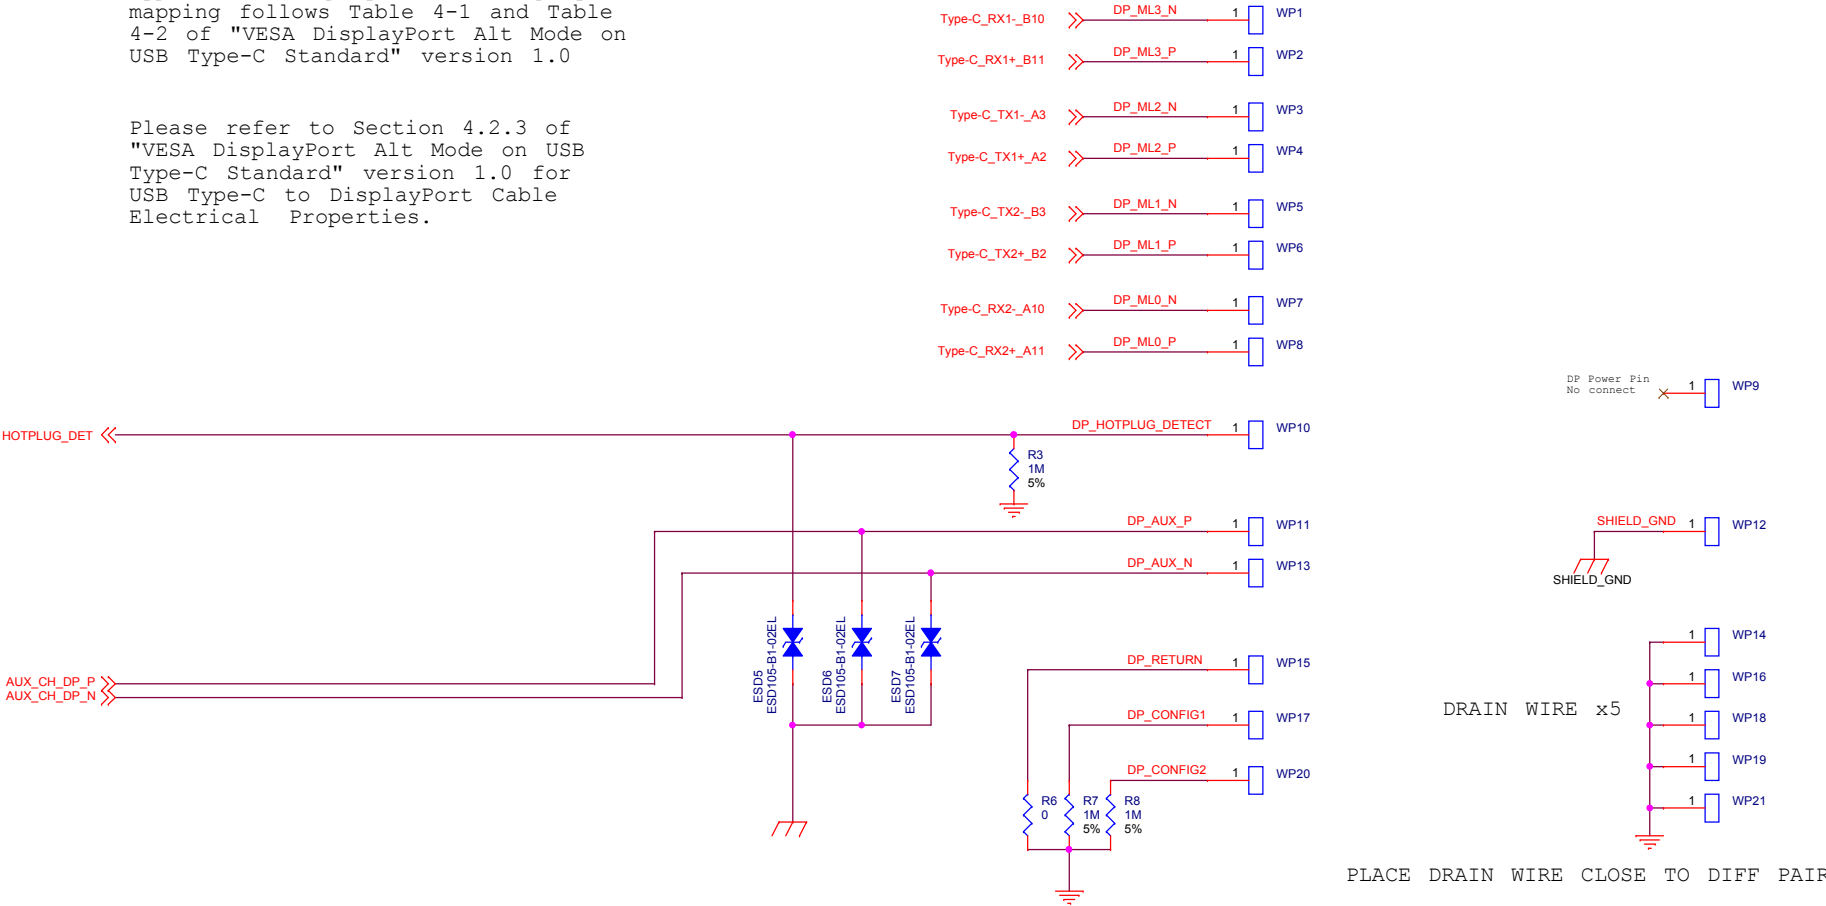 mapping follows Table 4-1 and Table
4-2 of "VESA DisplayPort Alt Mode on
USB Type-C Standard" version 1.0
Please refer to Section 4.2.3 of
"VESA DisplayPort Alt Mode on USB
Type-C Standard" version 1.0 for
USB Type-C to DisplayPort Cable
Electrical Properties.
Type-C_RX1-_B10 DP_ML3_N 1 WP1
Type-C_RX1+_B11 DP_ML3_P 1 WP2
Type-C_TX1-_A3 DP_ML2_N 1 WP3
Type-C_TX1+_A2 DP_ML2_P 1 WP4
Type-C_TX2-_B3 DP_ML1_N 1 WP5
Type-C_TX2+_B2 DP_ML1_P 1 WP6
Type-C_RX2-_A10 DP_ML0_N 1 WP7
Type-C_RX2+_A11 DP_ML0_P 1 WP8
DP Power Pin
No connect
1 WP9
HOTPLUG_DET DP_HOTPLUG_DETECT 1 WP10
R3
1M
5%
DP_AUX_P 1 WP11
SHIELD_GND 1 WP12
SHIELD_GND
DP_AUX_N 1 WP13
ESD5
ESD105-B1-02EL
ESD6
ESD105-B1-02EL
ESD7
ESD105-B1-02EL
AUX_CH_DP_P
AUX_CH_DP_N
DP_RETURN 1 WP15
DP_CONFIG1 1 WP17
DP_CONFIG2 1 WP20
R6
0
R7
1M
5%
R8
1M
5%
1 WP14
1 WP16
DRAIN WIRE x5
1 WP18
1 WP19
1 WP21
PLACE DRAIN WIRE CLOSE TO DIFF PAIR